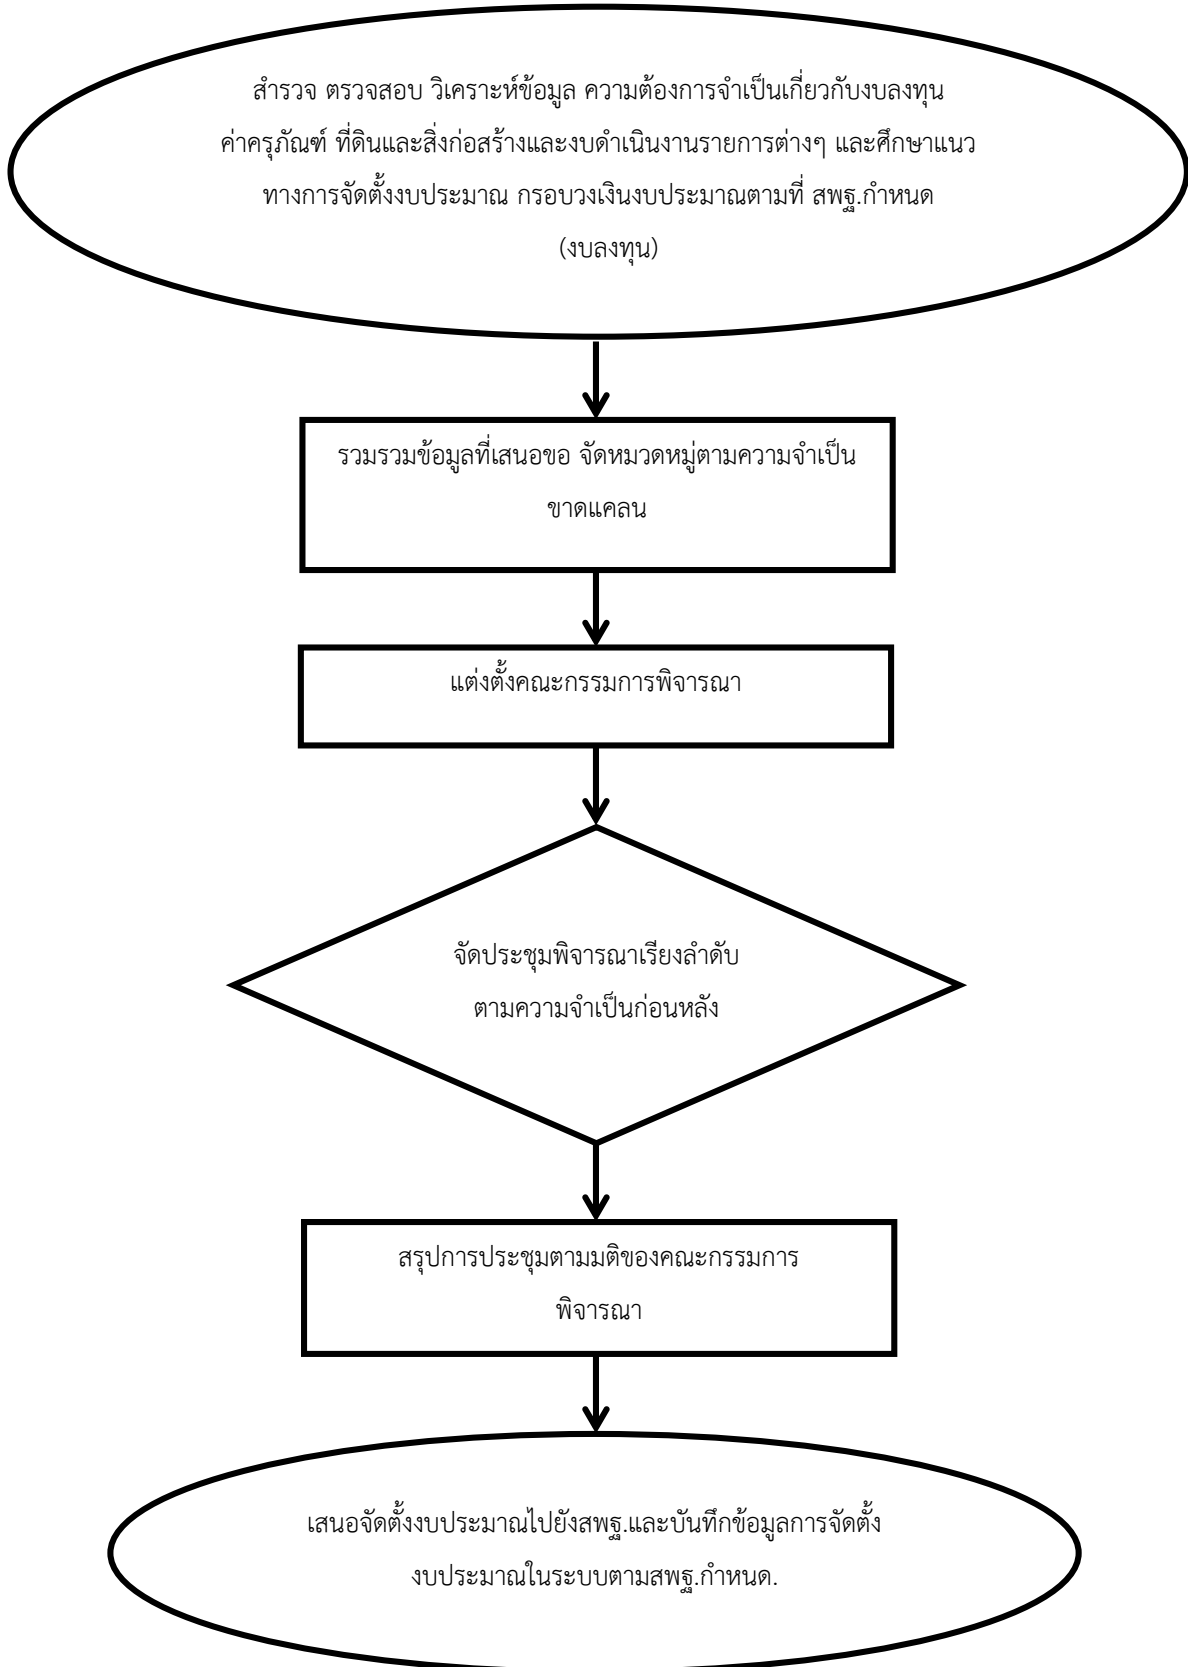 สำรวจ ตรวจสอบ วิเคราะห์ข้อมูล ความต้องการจำเป็นเกี่ยวกับงบลงทุน
ค่าครุภัณฑ์ ที่ดินและสิ่งก่อสร้างและงบดำเนินงานรายการต่างๆ และศึกษาแนว
ทางการจัดตั้งงบประมาณ กรอบวงเงินงบประมาณตามที่ สพฐ.กำหนด
(งบลงทุน)
รวมรวมข้อมูลที่เสนอขอ จัดหมวดหมู่ตามความจำเป็น
ขาดแคลน
แต่งตั้งคณะกรรมการพิจารณา
จัดประชุมพิจารณาเรียงลำดับ
ตามความจำเป็นก่อนหลัง
สรุปการประชุมตามมติของคณะกรรมการ
พิจารณา
เสนอจัดตั้งงบประมาณไปยังสพฐ.และบันทึกข้อมูลการจัดตั้ง
งบประมาณในระบบตามสพฐ.กำหนด.